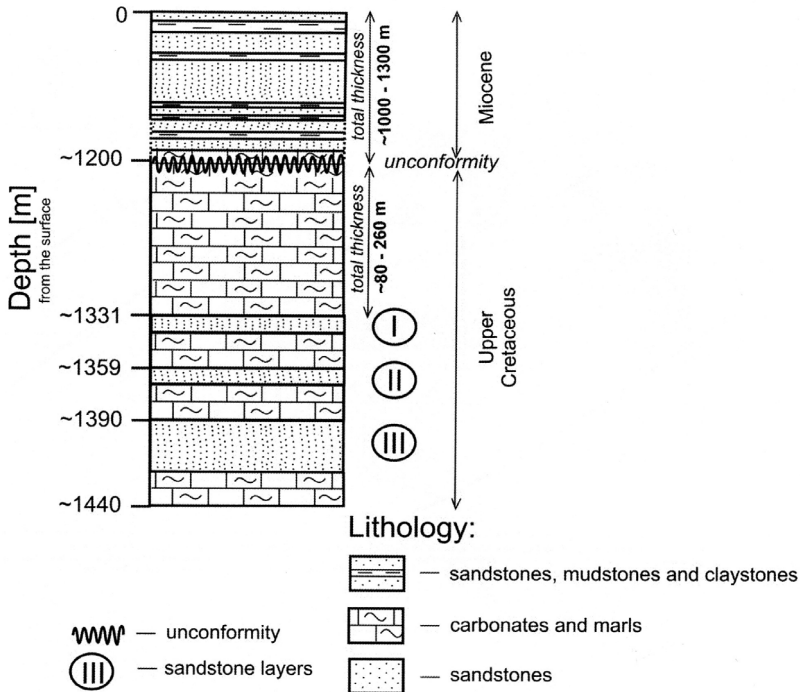 0
total thickness
~1000 - 1300 m
Miocene
~1200
unconformity
Depth [m]
from the surface
total thickness
~80 - 260 m
~1331
I
Upper
Cretaceous
~1359
II
~1390
III
~1440
Lithology:
— sandstones, mudstones and claystones
— unconformity
— carbonates and marls
III — sandstone layers
— sandstones